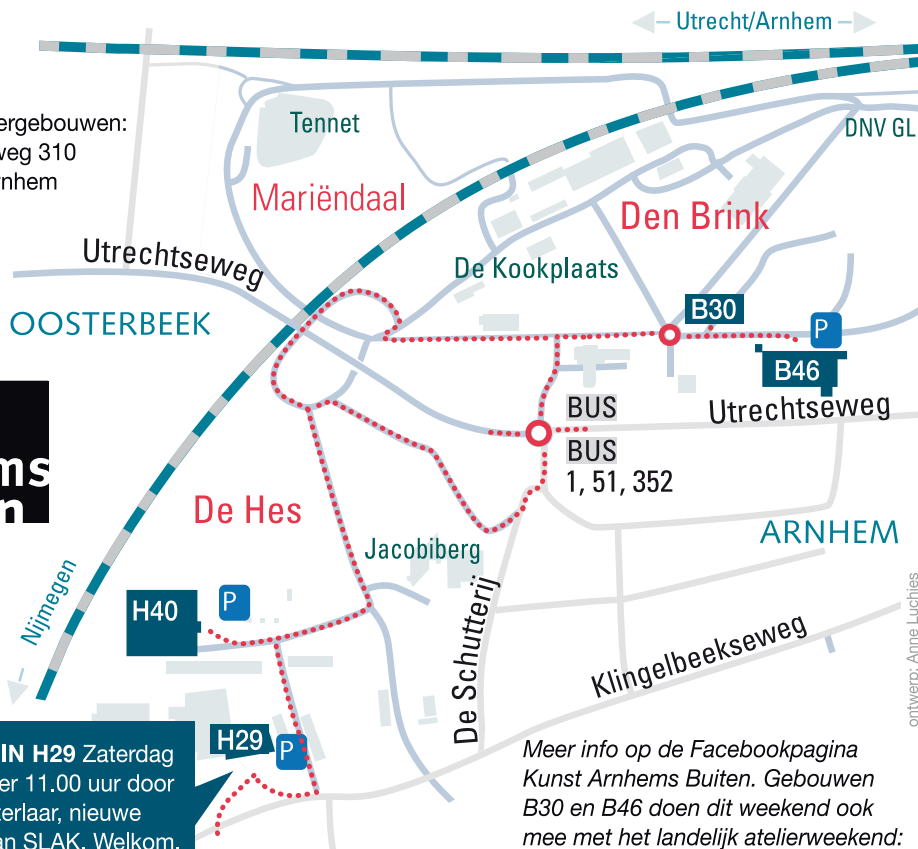 Utrecht/Arnhem
ergebouwen:
weg 310
rnhem
Tennet
DNV GL
Mariëndaal
Den Brink
Utrechtseweg
De Kookplaats
OOSTERBEEK
B30
P
B46
BUS
Utrechtseweg
BUS
1, 51, 352
ms
n
De Hes
ARNHEM
Jacobiberg
Nijmegen
H40
P
De Schutterij
Klingelbeekseweg
ontwerp: Anne Luchies
H29
P
IN H29 Zaterdag
er 11.00 uur door
terlaar, nieuwe
an SLAK. Welkom.
Meer info op de Facebookpagina
Kunst Arnhems Buiten. Gebouwen
B30 en B46 doen dit weekend ook
mee met het landelijk atelierweekend: